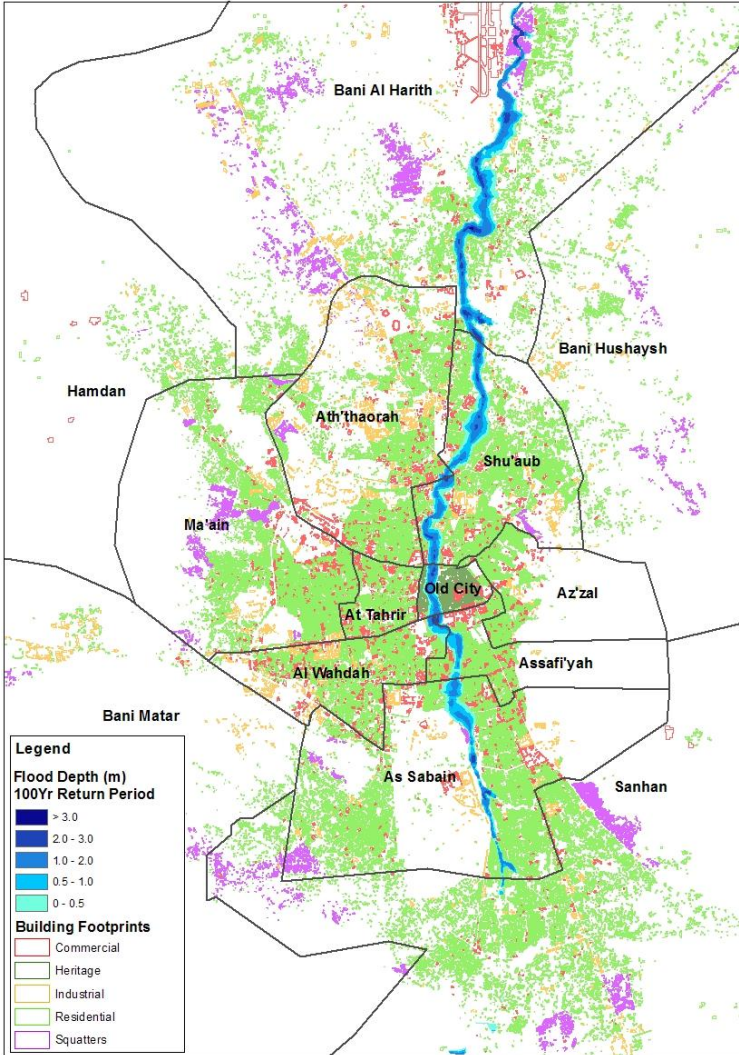 Bani Al Harith
Bani Hushaysh
Hamdan
Ath'thaorah
Shu'aub
Ma'ain
Old City
Az'zal
At Tahrir
Assafi'yah
Al Wahdah
Bani Matar
As Sabain
Sanhan
Legend
Flood Depth (m)
100Yr Return Period
> 3.0
2.0 - 3.0
1.0 - 2.0
0.5 - 1.0
0 - 0.5
Building Footprints
Commercial
Heritage
Industrial
Residential
Squatters